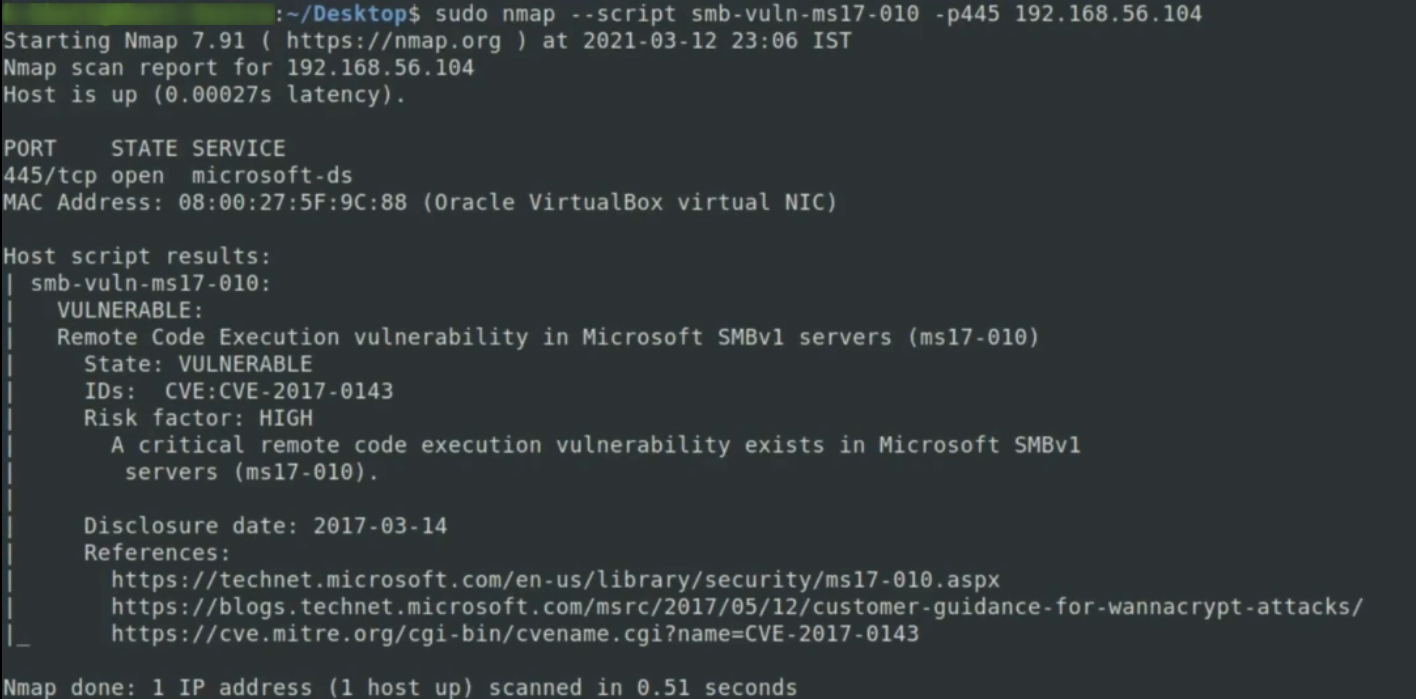 :~/Desktop$ sudo nmap --script smb-vuln-ms17-010 -p445 192.168.56.104
Starting Nmap 7.91 ( https://nmap.org ) at 2021-03-12 23:06 IST
Nmap scan report for 192.168.56.104
Host is up (0.00027s latency).

PORT    STATE SERVICE
445/tcp open  microsoft-ds
MAC Address: 08:00:27:5F:9C:88 (Oracle VirtualBox virtual NIC)

Host script results:
| smb-vuln-ms17-010:
|   VULNERABLE:
|   Remote Code Execution vulnerability in Microsoft SMBv1 servers (ms17-010)
|     State: VULNERABLE
|     IDs:  CVE:CVE-2017-0143
|     Risk factor: HIGH
|       A critical remote code execution vulnerability exists in Microsoft SMBv1
|        servers (ms17-010).
|
|     Disclosure date: 2017-03-14
|     References:
|       https://technet.microsoft.com/en-us/library/security/ms17-010.aspx
|       https://blogs.technet.microsoft.com/msrc/2017/05/12/customer-guidance-for-wannacrypt-attacks/
|_      https://cve.mitre.org/cgi-bin/cvename.cgi?name=CVE-2017-0143

Nmap done: 1 IP address (1 host up) scanned in 0.51 seconds